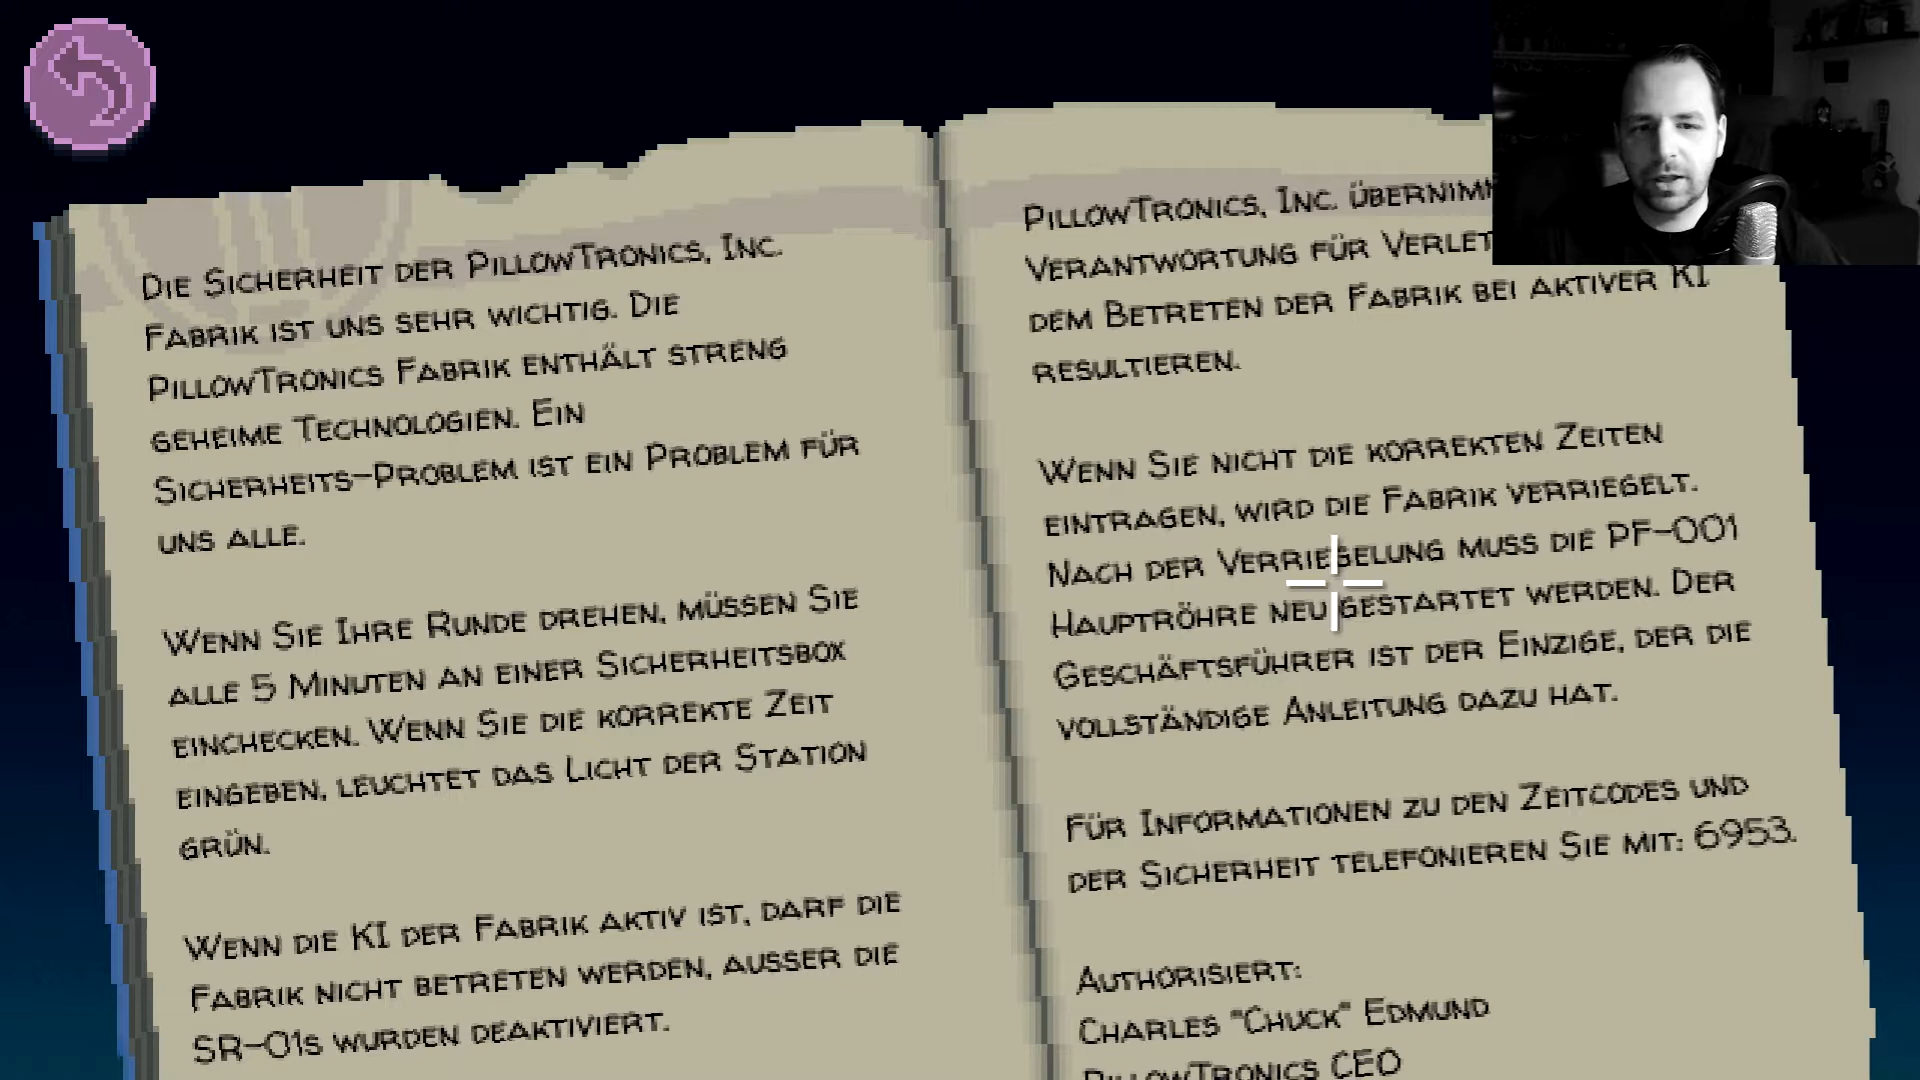 Die Sicherheit der PillowTronics, Inc.
Fabrik ist uns sehr wichtig. Die
PillowTronics Fabrik enthält streng
geheime Technologien. Ein
Sicherheits-Problem ist ein Problem für
uns alle.
Wenn Sie Ihre Runde drehen, müssen Sie
alle 5 Minuten an einer Sicherheitsbox
einchecken. Wenn Sie die korrekte Zeit
eingeben, leuchtet das Licht der Station
grün.
Wenn die KI der Fabrik aktiv ist, darf die
Fabrik nicht betreten werden, ausser die
SR-01s wurden deaktiviert.
PillowTronics, Inc.
Verantwortung für
dem Betreten der Fabrik bei aktiver KI
resultieren.
Wenn Sie nicht die korrekten Zeiten
eintragen, wird die Fabrik verriegelt.
Nach der Verriegelung muss die PF-001
Hauptröhre neu gestartet werden. Der
Geschäftsführer ist der Einzige, der die
vollständige Anleitung dazu hat.
Für Informationen zu den Zeitcodes und
der Sicherheit telefonieren Sie mit: 6953.
Authorisiert:
Charles "Chuck" Edmund
PillowTronics CEO